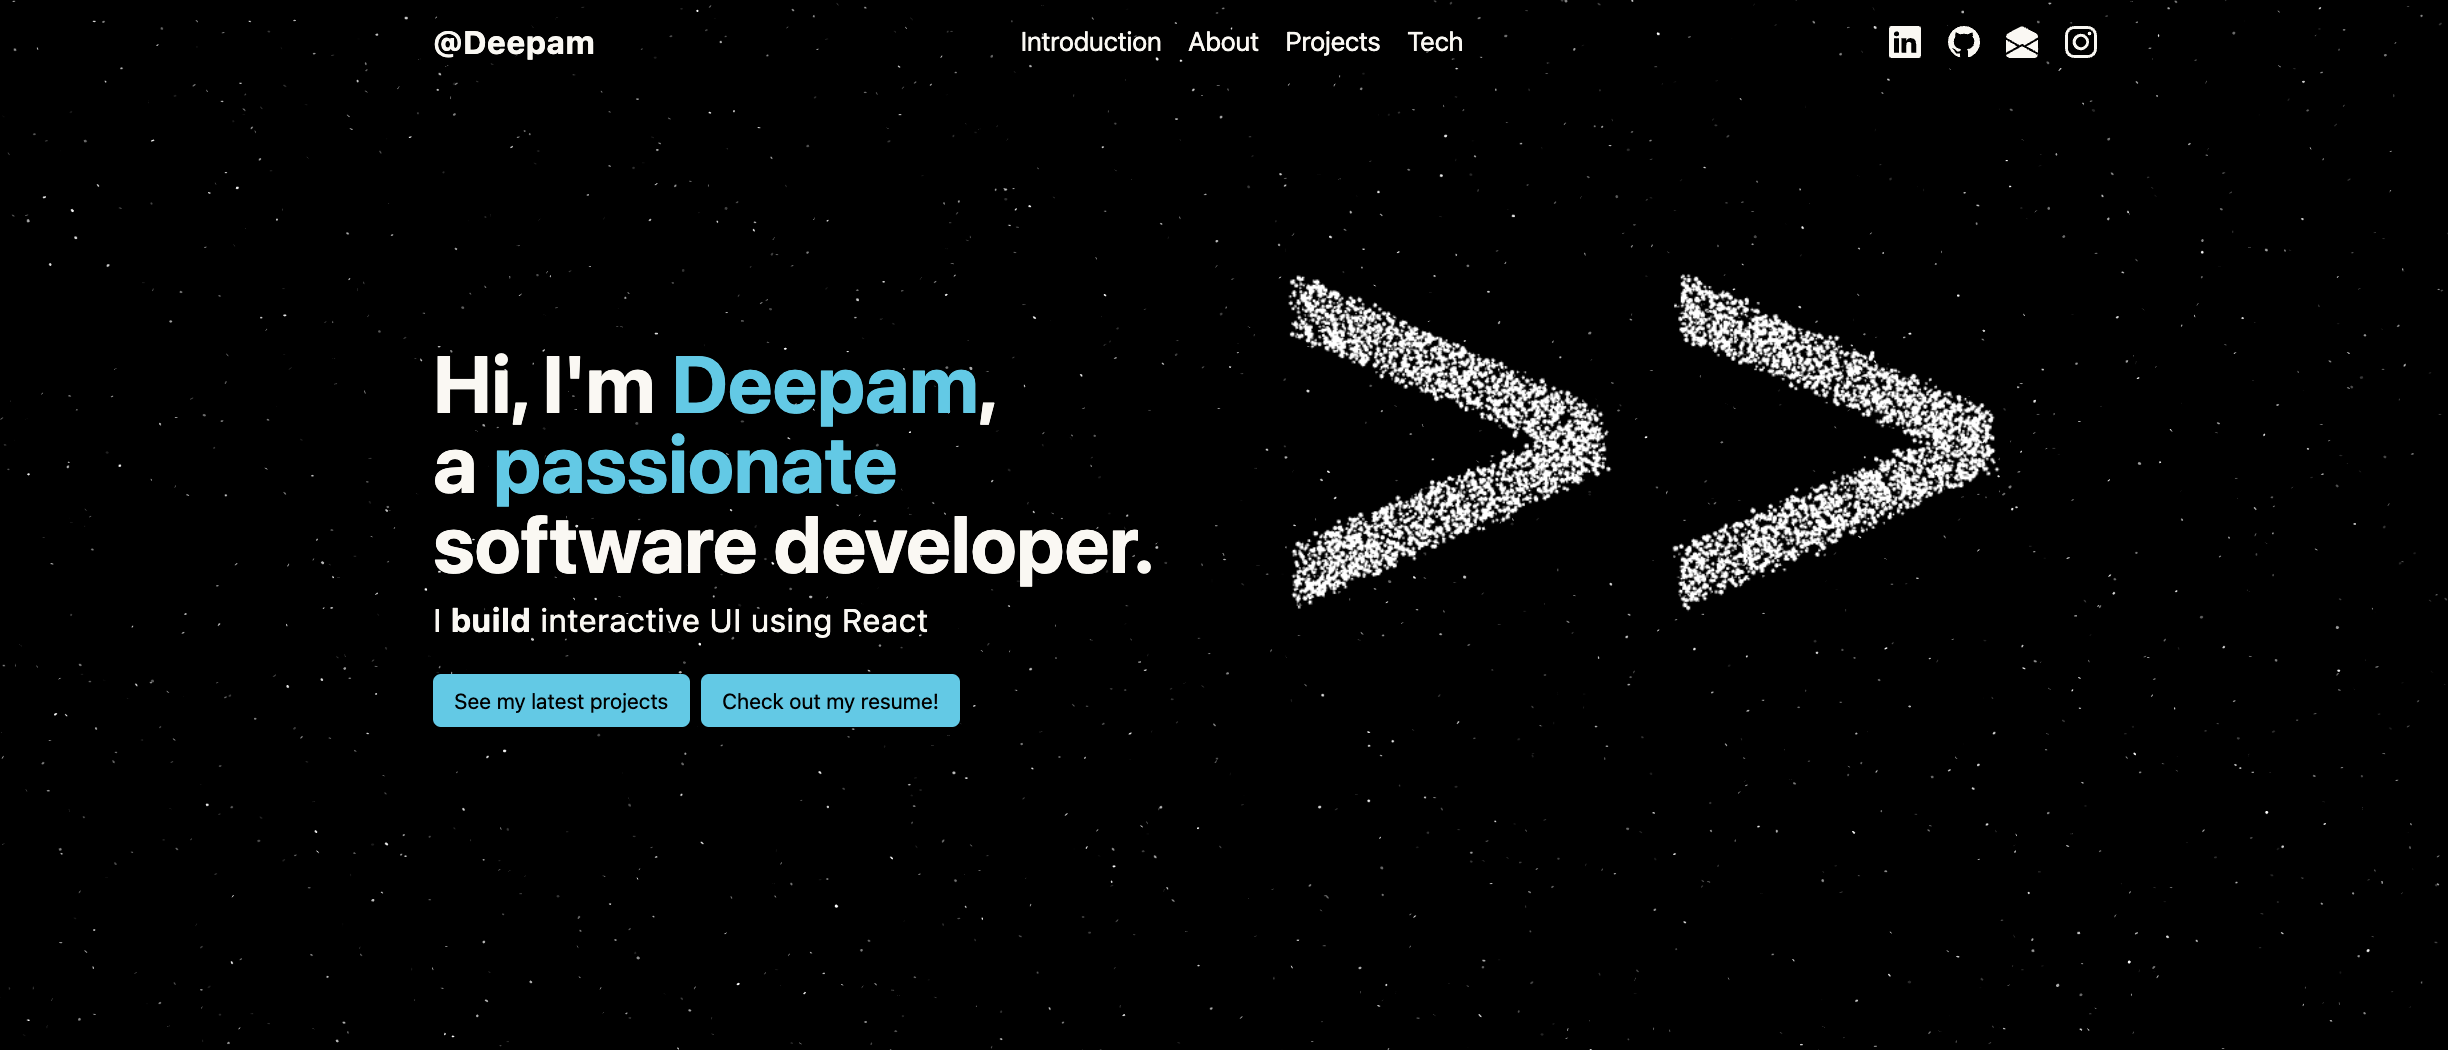 @Deepam
Introduction About Projects Tech
Hi, I'm Deepam,
a passionate
software developer.
I build interactive UI using React
See my latest projects
Check out my resume!
>>